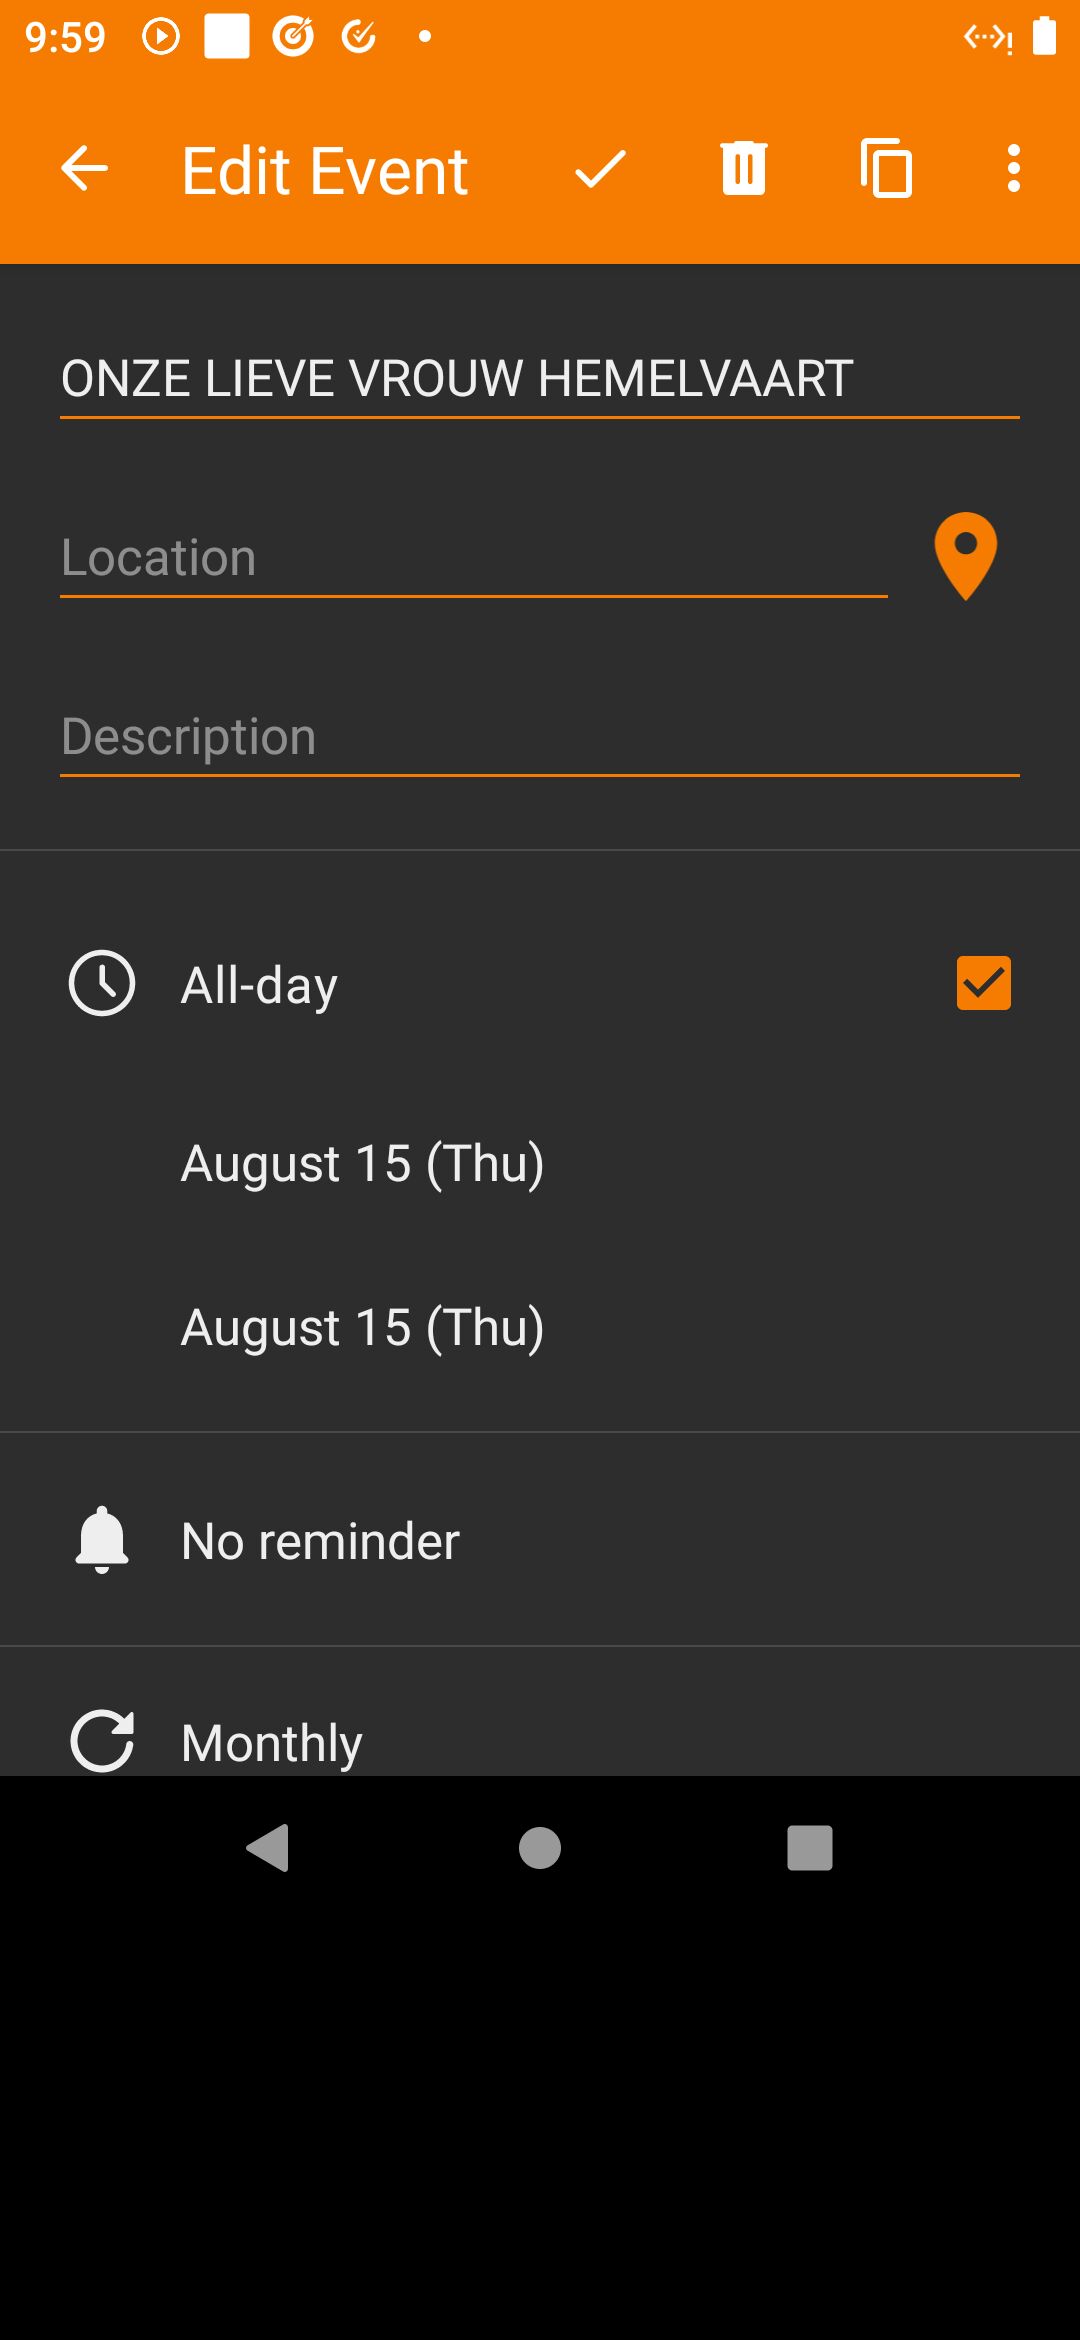 9:59
Edit Event
ONZE LIEVE VROUW HEMELVAART
Location
Description
All-day
August 15 (Thu)
August 15 (Thu)
No reminder
Monthly